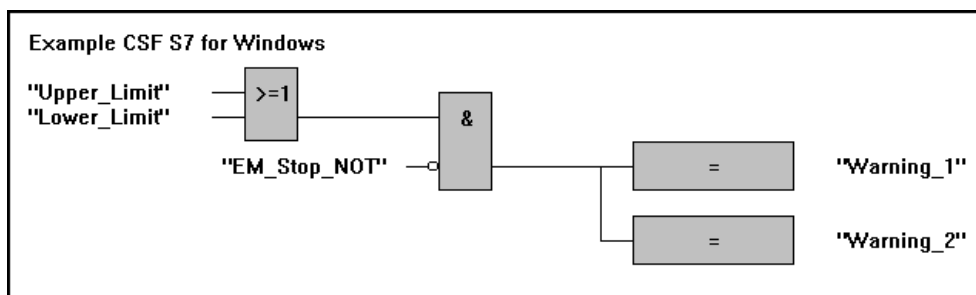 Example CSF S7 for Windows
"Upper_Limit"
>=1
"Lower_Limit"
&
"EM_Stop_NOT"
=
"Warning_1"
=
"Warning_2"